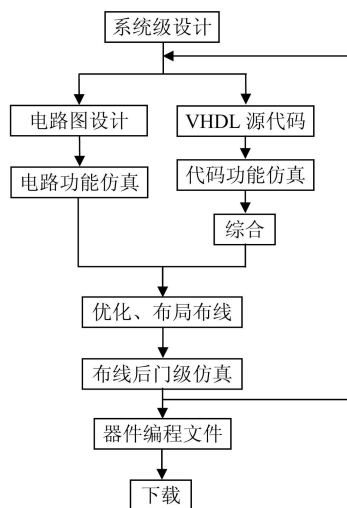 系统级设计
电路图设计
VHDL 源代码
电路功能仿真
代码功能仿真
综合
优化、布局布线
布线后门级仿真
器件编程文件
下载